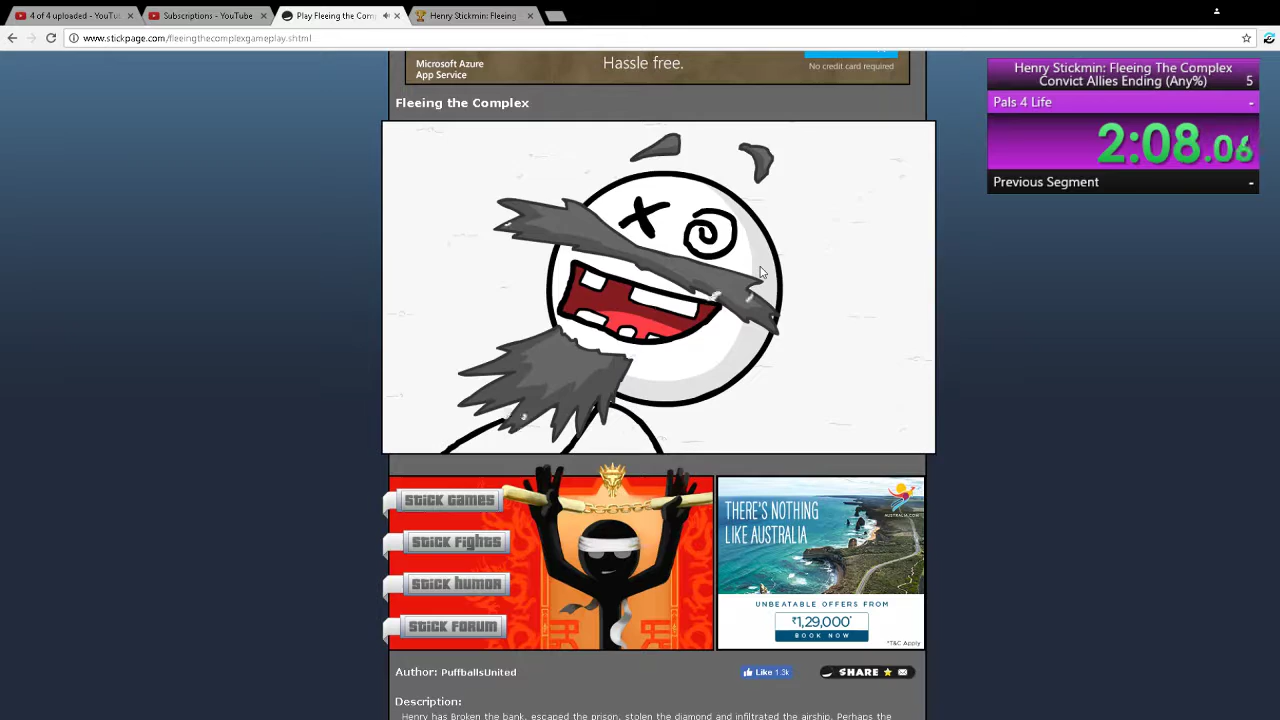 4 of 4 uploaded - YouTu
Subscriptions - YouTube
Play Fleeing the Com
Henry Stickmin: Fleeing
www.stickpage.com/fleeingthecomplexgameplay.shtml
Microsoft Azure
App Service
Hassle free.
No credit card required
Henry Stickmin: Fleeing The Complex
Convict Allies Ending (Any%) 5
Pals 4 Life -
2:08.06
Previous Segment -
Fleeing the Complex
STICK GAMES
STICK FIGHTS
STICK HUMOR
STICK FORUM
AUSTRALIA.COM
THERE'S NOTHING
LIKE AUSTRALIA
UNBEATABLE OFFERS FROM
₹1,29,000*
BOOK NOW
*T&C Apply
Author: PuffballsUnited
Like 1.3k
SHARE
Description:
Henry has Broken the bank, escaped the prison, stolen the diamond and infiltrated the airship. Perhaps the